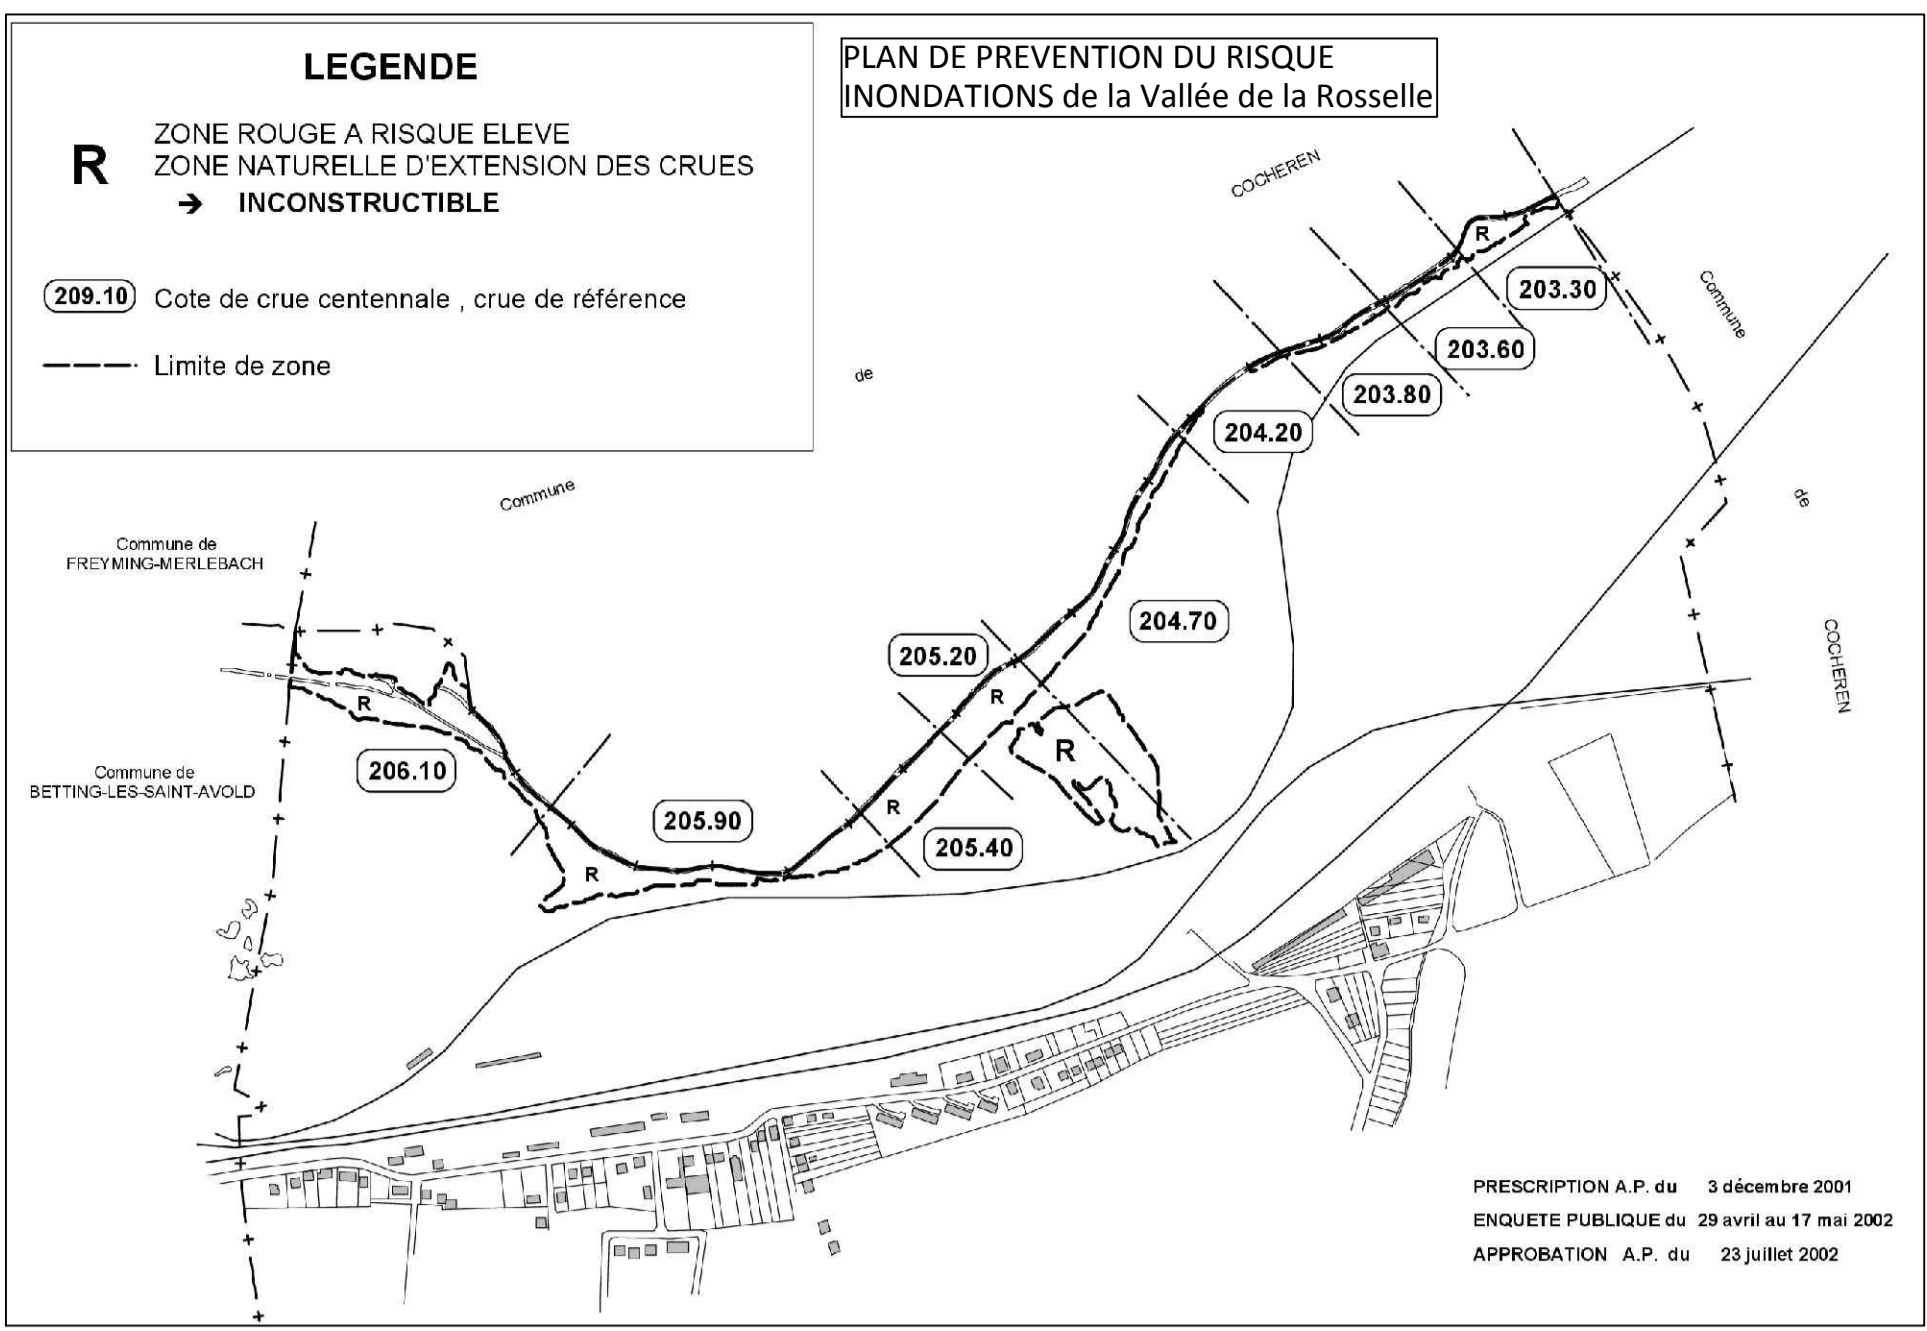 LEGENDE
R
ZONE ROUGE A RISQUE ELEVE
ZONE NATURELLE D'EXTENSION DES CRUES
→ INCONSTRUCTIBLE
209.10 Cote de crue centennale , crue de référence
Limite de zone
PLAN DE PREVENTION DU RISQUE
INONDATIONS de la Vallée de la Rosselle
COCHEREN
de
Commune
R
203.30
203.60
203.80
204.20
204.70
205.20
R
R
R
205.40
205.90
R
206.10
R
Commune
de
COCHEREN
Commune de
FREYMING-MERLEBACH
Commune de
BETTING-LES-SAINT-AVOLD
PRESCRIPTION A.P. du 3 décembre 2001
ENQUETE PUBLIQUE du 29 avril au 17 mai 2002
APPROBATION A.P. du 23 juillet 2002